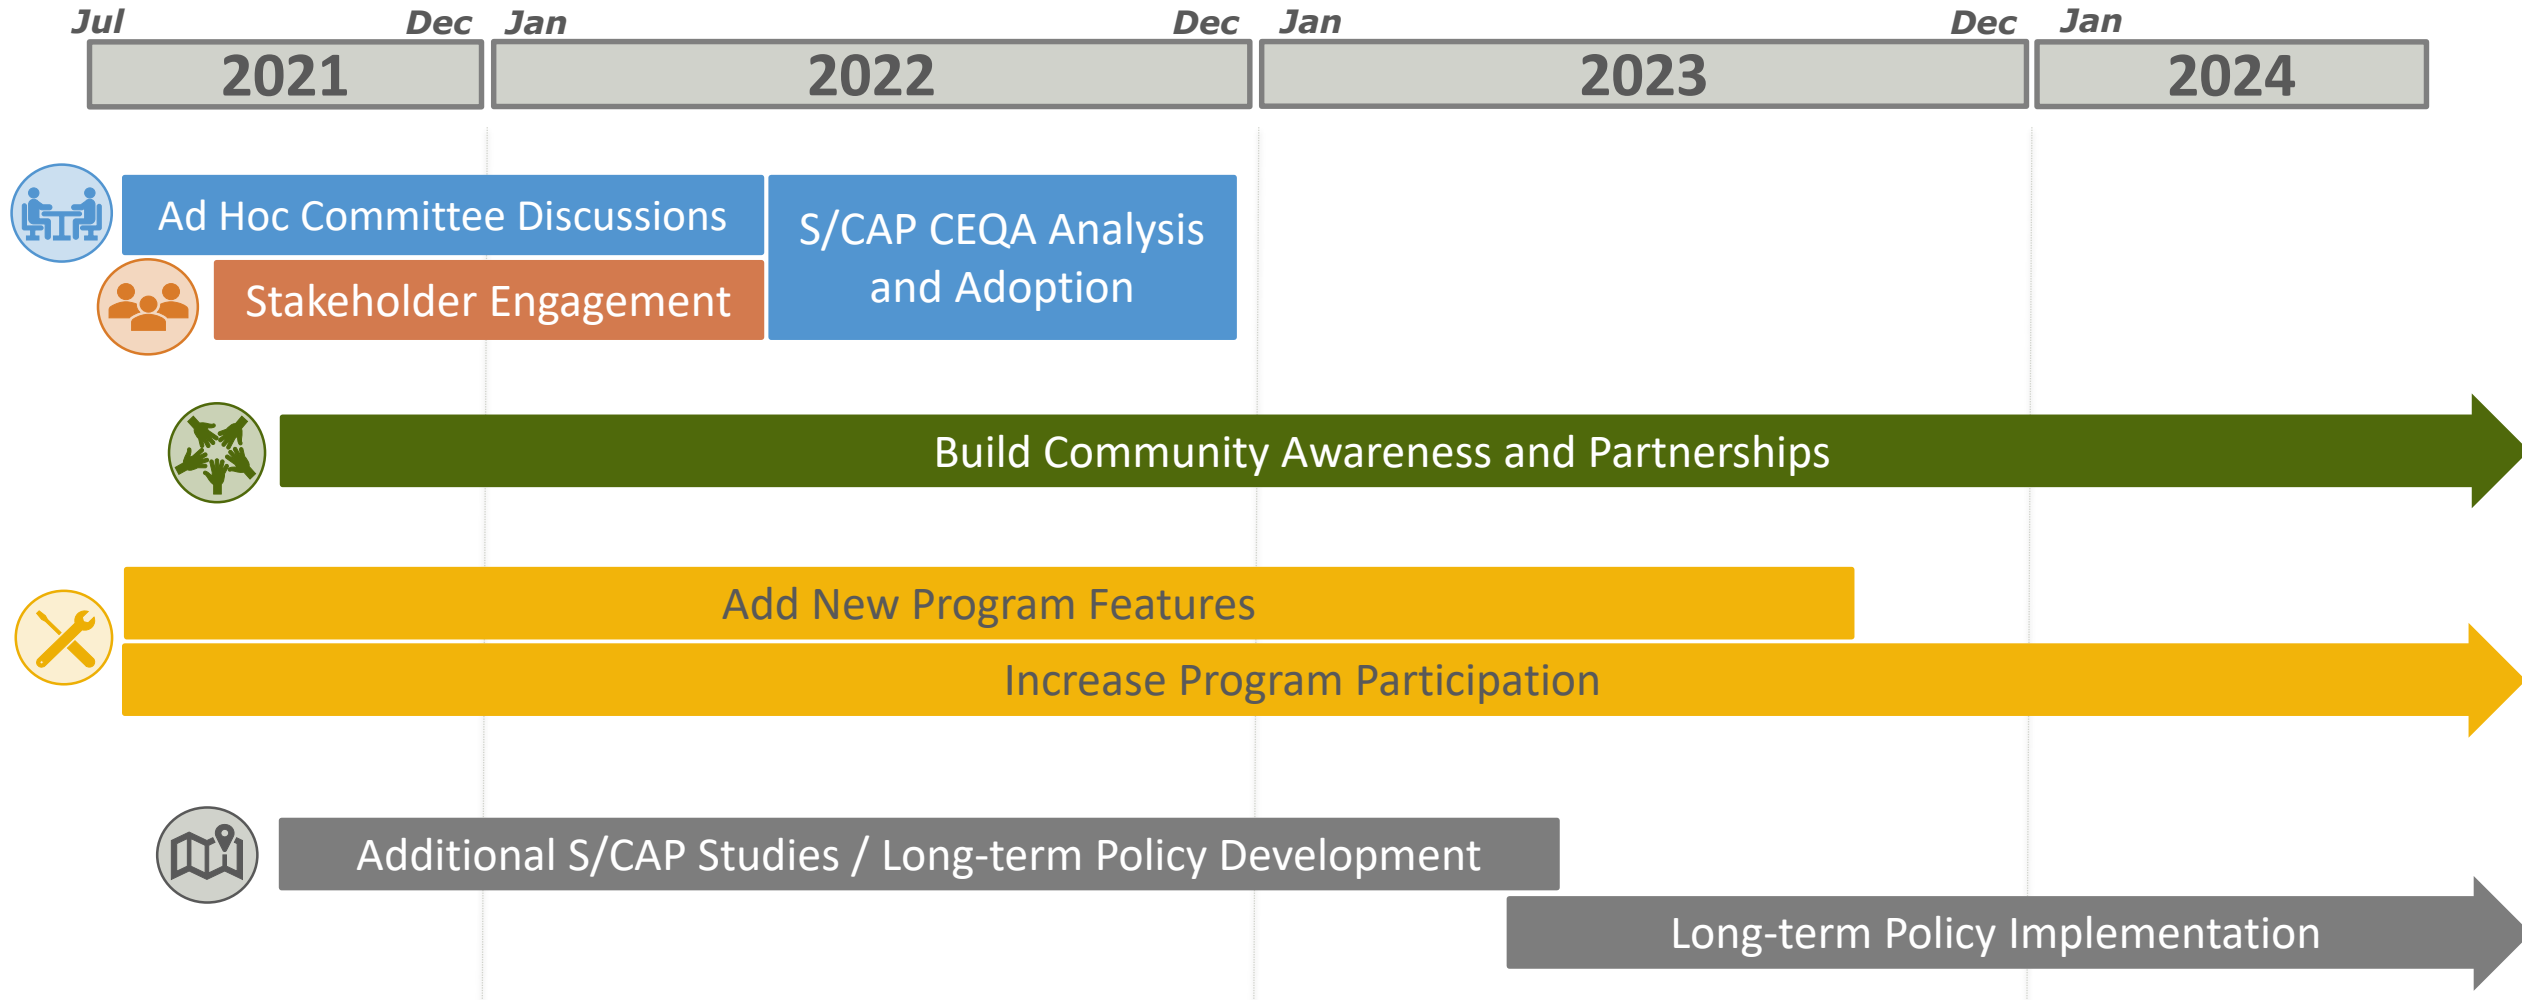 Jul Dec Jan Dec Jan Dec Jan
2021 2022 2023 2024
Ad Hoc Committee Discussions
S/CAP CEQA Analysis
and Adoption
Stakeholder Engagement
Build Community Awareness and Partnerships
Add New Program Features
Increase Program Participation
Additional S/CAP Studies / Long-term Policy Development
Long-term Policy Implementation